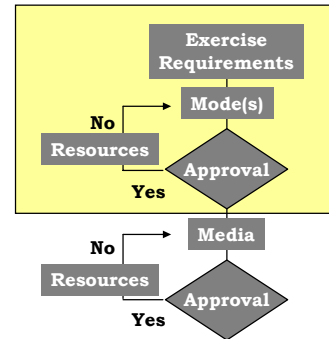 Exercise
Requirements
Mode(s)
No
Resources
Approval
Yes
Media
No
Resources
Approval
Yes